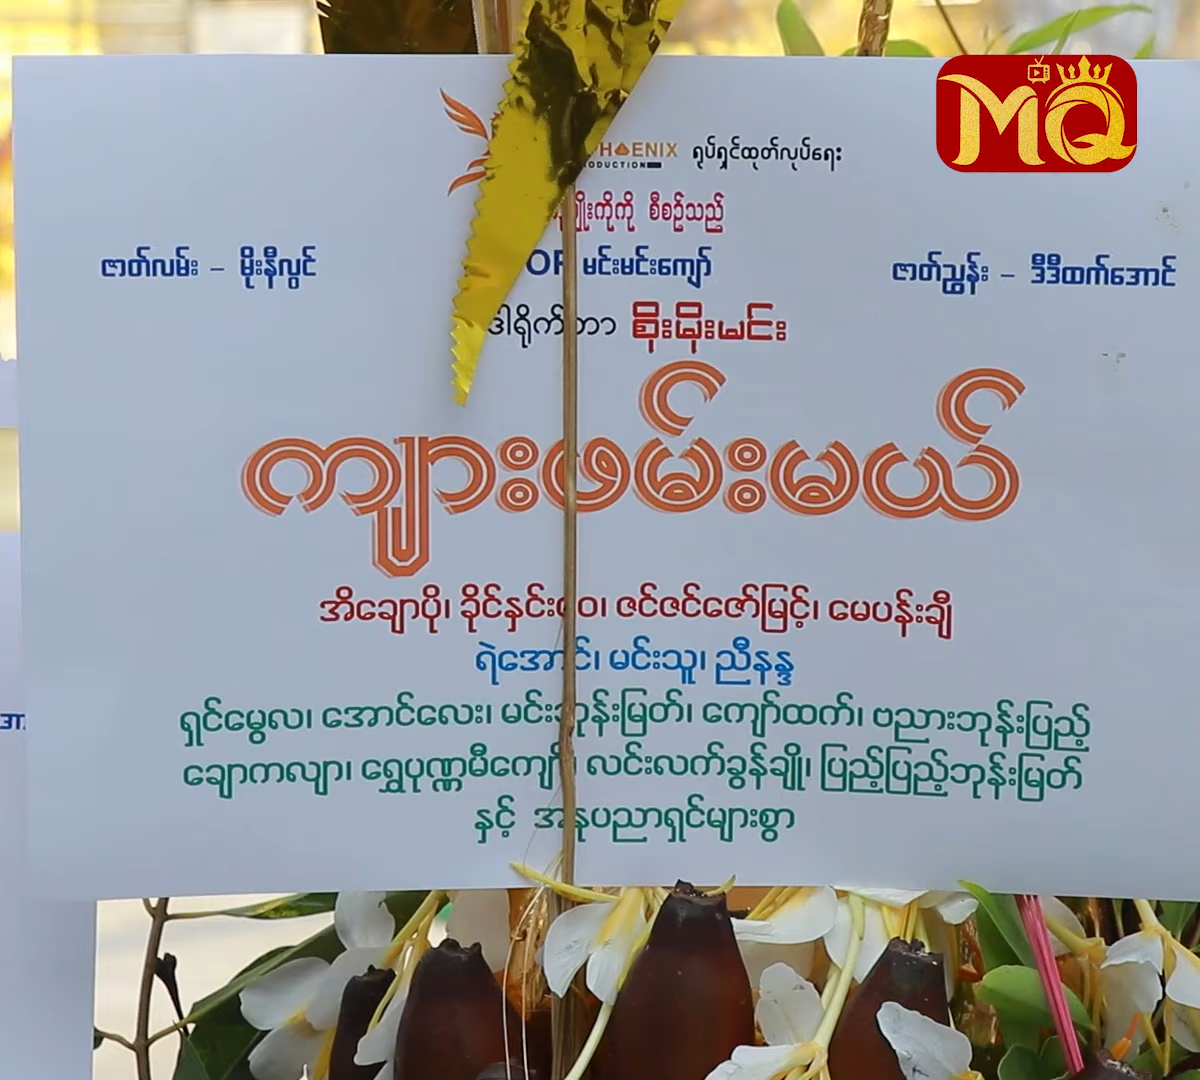 MQ
PHOENIX ရုပ်ရှင်ထုတ်လုပ်ရေး
PRODUCTION
မျိုးကိုကို စီစဉ်သည်
ဇာတ်လမ်း – မိုးနီလွင်
DOP မင်းမင်းကျော်
ဇာတ်ညွှန်း – ဒီဒီထက်အောင်
ဒါရိုက်တာ စိုးမိုးမင်း
ကျားဖမ်းမယ်
အိချောပို၊ ခိုင်နှင်းဝေ၊ ဇင်ဇင်ဇော်မြင့်၊ မေပန်းချီ
ရဲအောင်၊ မင်းသူ၊ ညီနန္ဒ
ရှင်မွေလ၊ အောင်လေး၊ မင်းဘုန်းမြတ်၊ ကျော်ထက်၊ ဗညားဘုန်းပြည့်
ချောကလျာ၊ ရွှေပုဏ္ဏမီကျော်၊ လင်းလက်ခွန်ချို၊ ပြည့်ပြည့်ဘုန်းမြတ်
နှင့် အနုပညာရှင်များစွာ